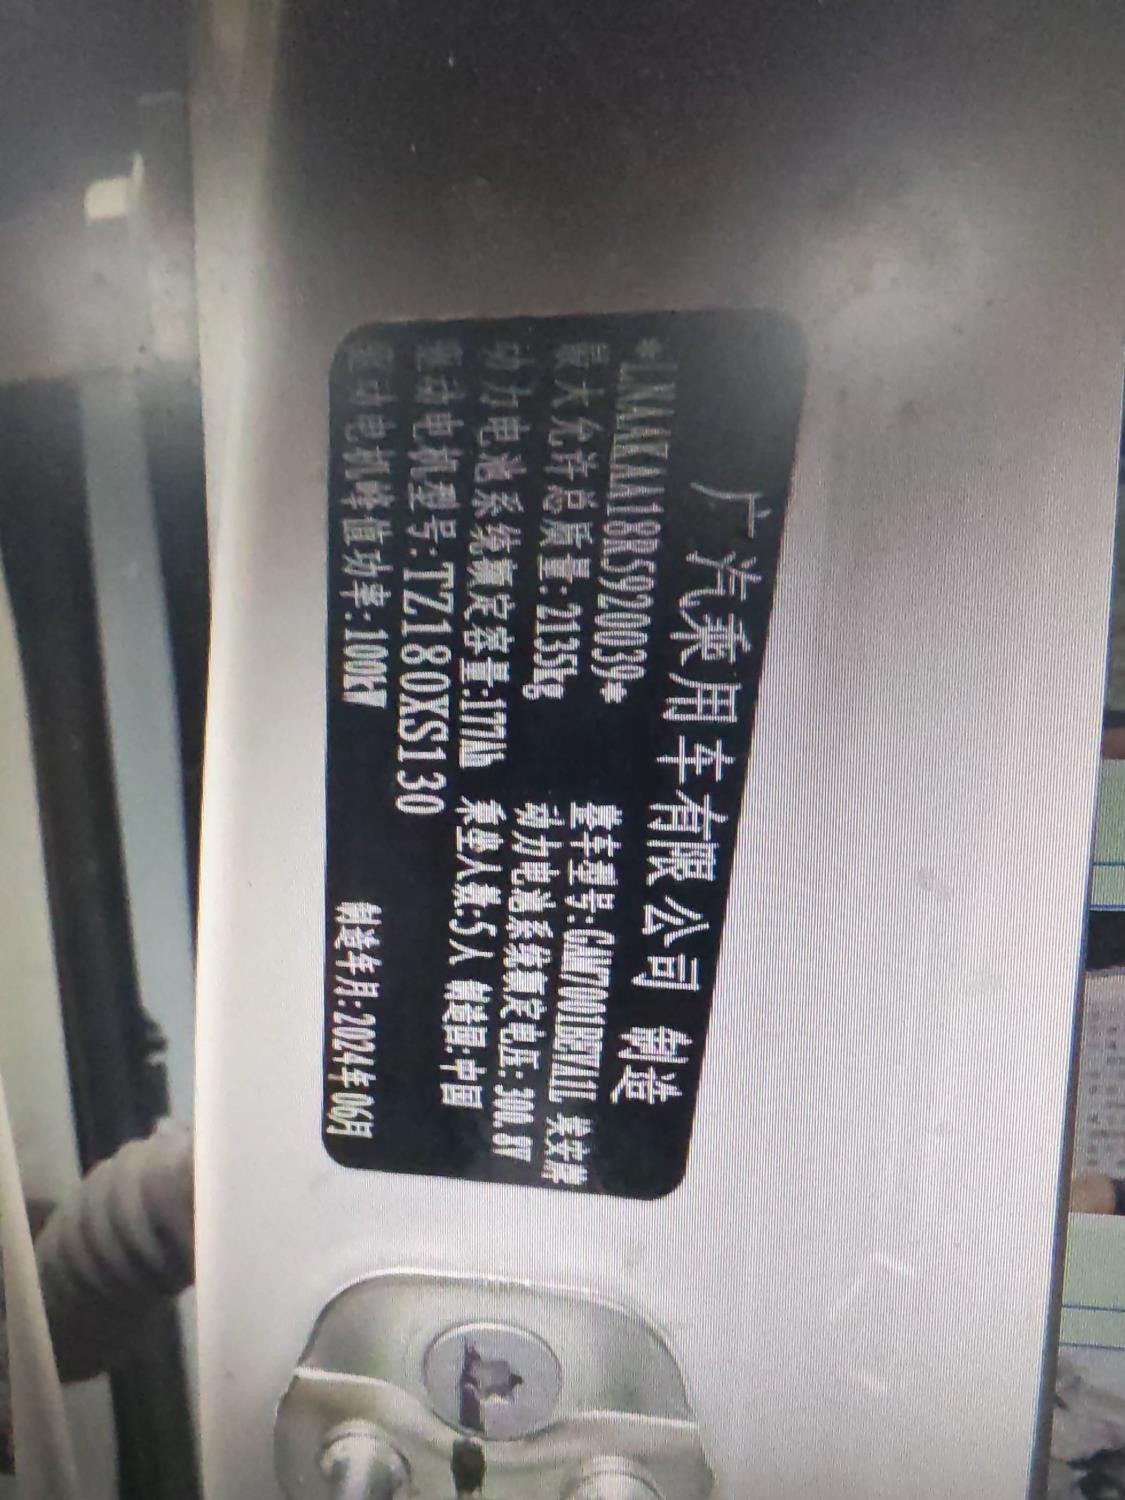 广汽乘用车有限公司 制造
*LNAAKAA18R5920039*
最大允许总质量:2135kg 整车型号:GAM7001BEVA1L 埃安牌
动力电池系统额定容量:177Ah 动力电池系统额定电压:300.8V
驱动电机型号:TZ180XS130 乘坐人数:5人 制造国:中国
驱动电机峰值功率:100kW 制造年月:2024年06月